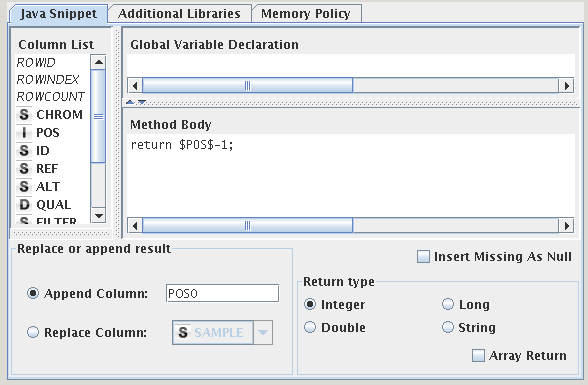 Java Snippet Additional Libraries Memory Policy
Column List
ROWID
ROWINDEX
ROWCOUNT
S CHROM
I POS
S ID
S REF
S ALT
D QUAL
S FILTER
Global Variable Declaration
Method Body
return $POS$-1;
Replace or append result
Append Column: POS0
Replace Column: S SAMPLE
Insert Missing As Null
Return type
Integer Long
Double String
Array Return